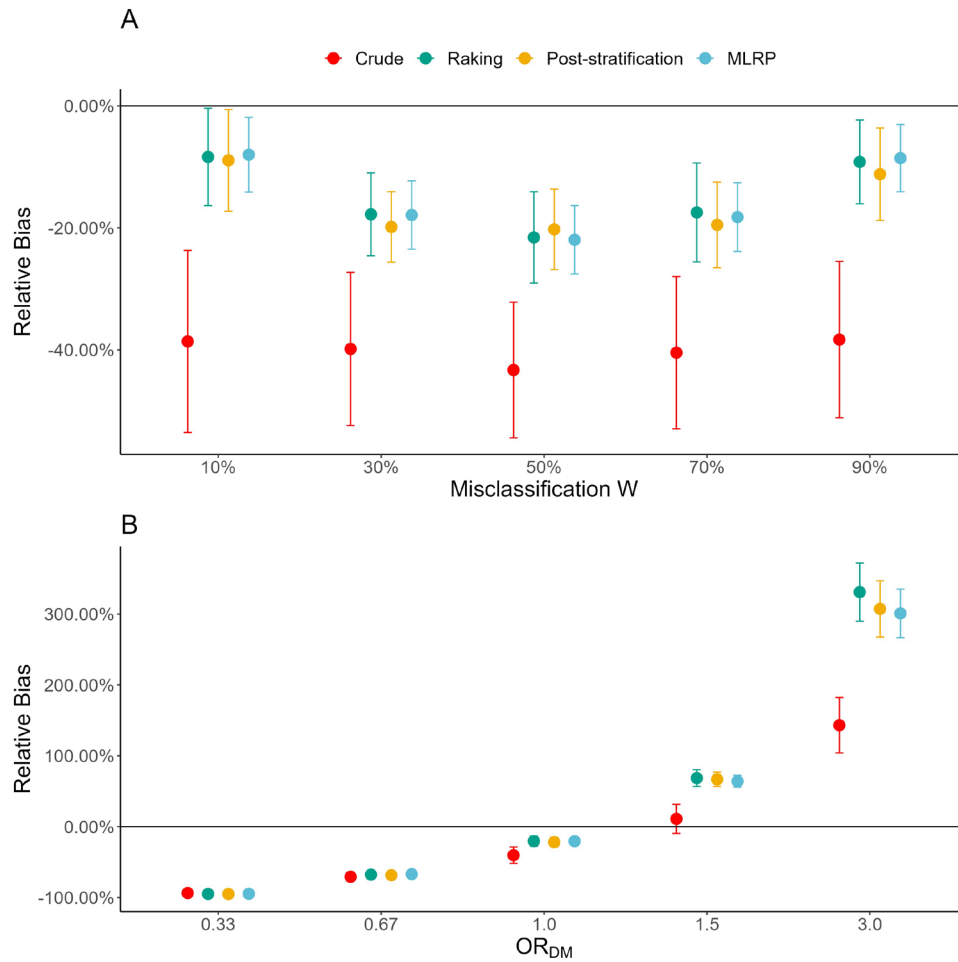 A
Crude Raking Post-stratification MLRP
0.00%
-20.00%
-40.00%
Relative Bias
10% 30% 50% 70% 90%
Misclassification W
B
300.00%
200.00%
100.00%
0.00%
-100.00%
Relative Bias
0.33 0.67 1.0 1.5 3.0
OR_DM